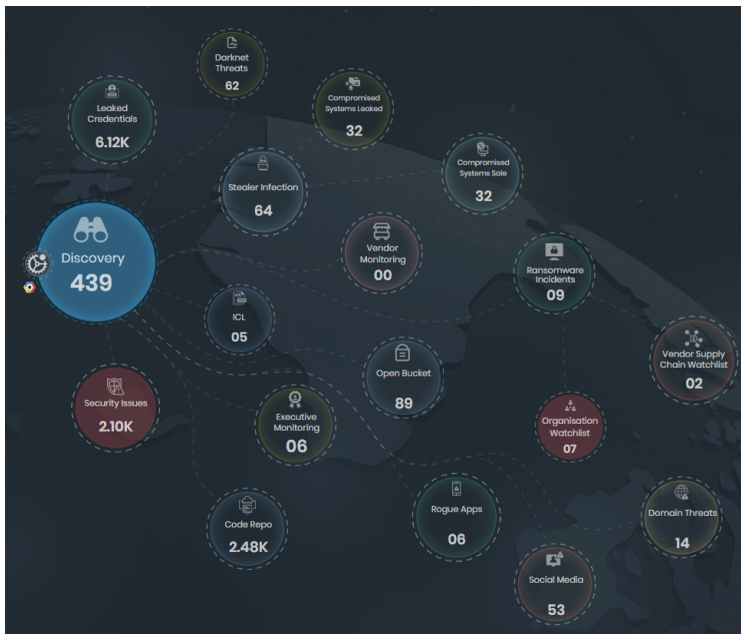 Darknet
Threats
62
Leaked
Credentials
6.12K
Compromised
Systems Leaked
32
Stealer Infection
64
Compromised
Systems Sale
32
Discovery
439
Vendor
Monitoring
00
Ransomware
Incidents
09
ICL
05
Vendor Supply
Chain Watchlist
02
Open Bucket
89
Security Issues
2.10K
Executive
Monitoring
06
Organisation
Watchlist
07
Code Repo
2.48K
Rogue Apps
06
Domain Threats
14
Social Media
53